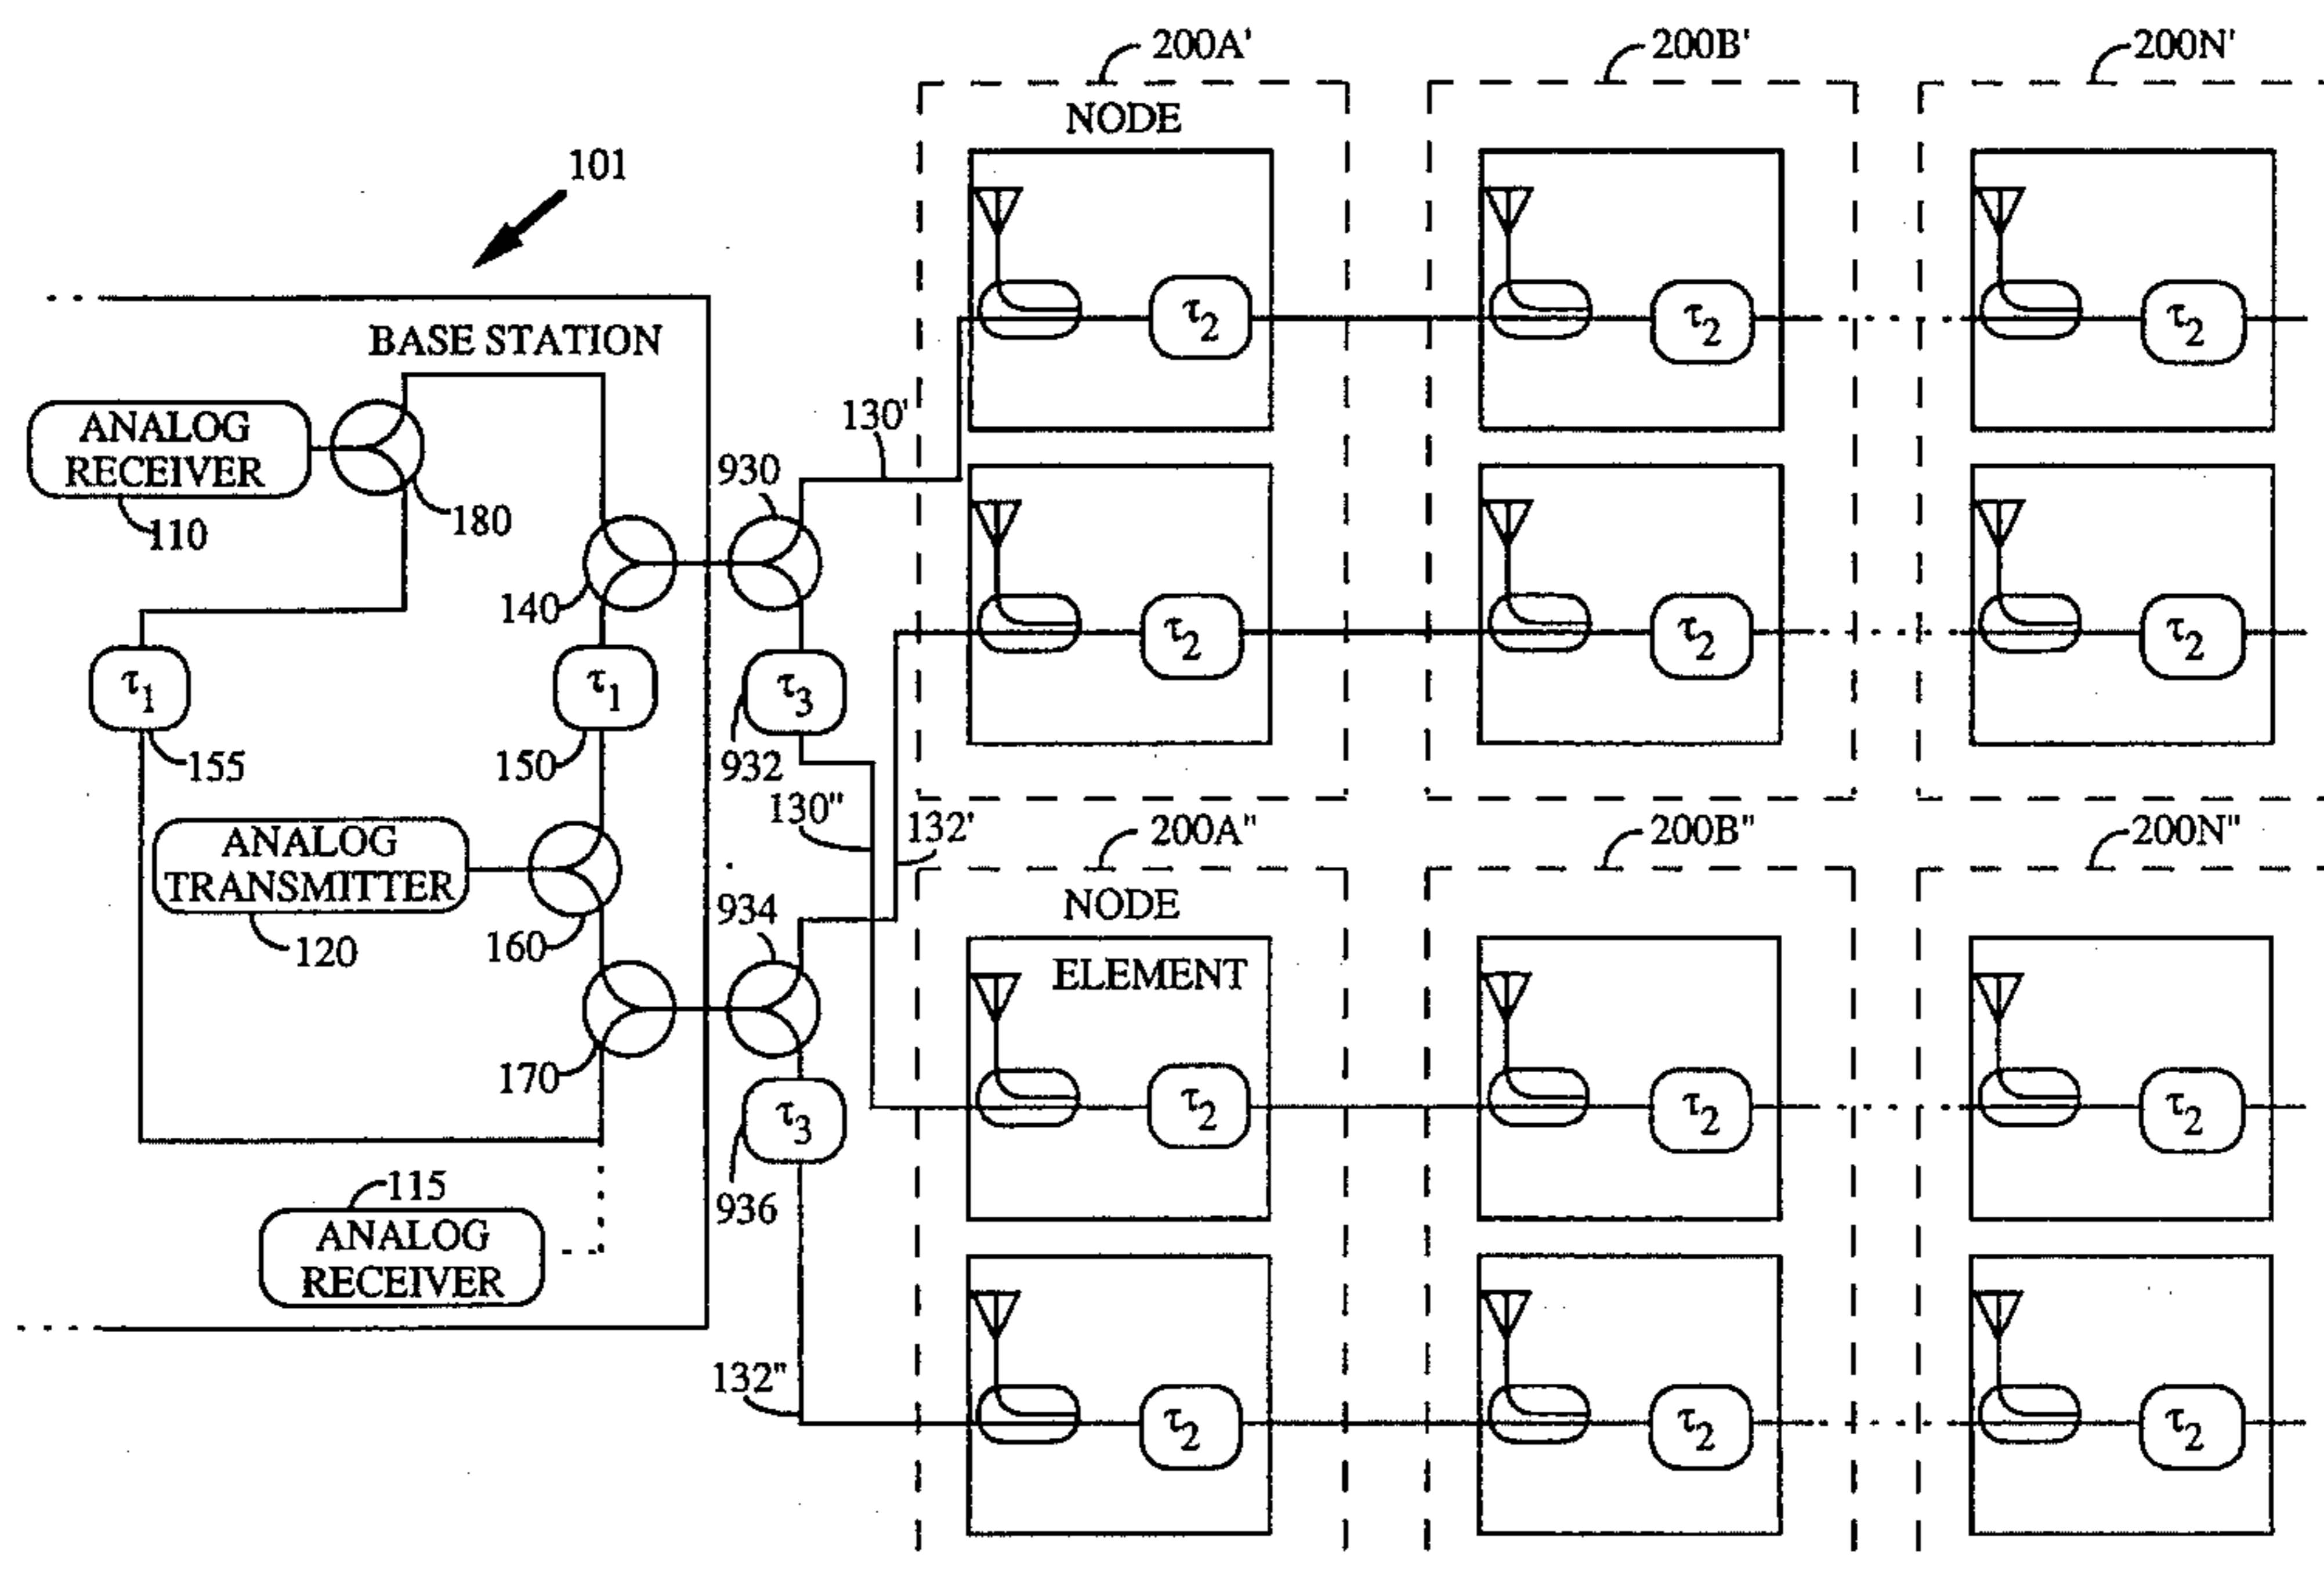 200A'
200B'
200N'
NODE
101
BASE STATION
τ2
τ2
τ2
ANALOG
RECEIVER
130'
930
180
110
140
τ2
τ2
τ2
τ1
τ1
τ3
155
150
932
130"
132'
200A"
200B"
200N"
ANALOG
TRANSMITTER
934
NODE
120
160
ELEMENT
170
τ3
τ2
τ2
τ2
115
936
ANALOG
RECEIVER
132"
τ2
τ2
τ2